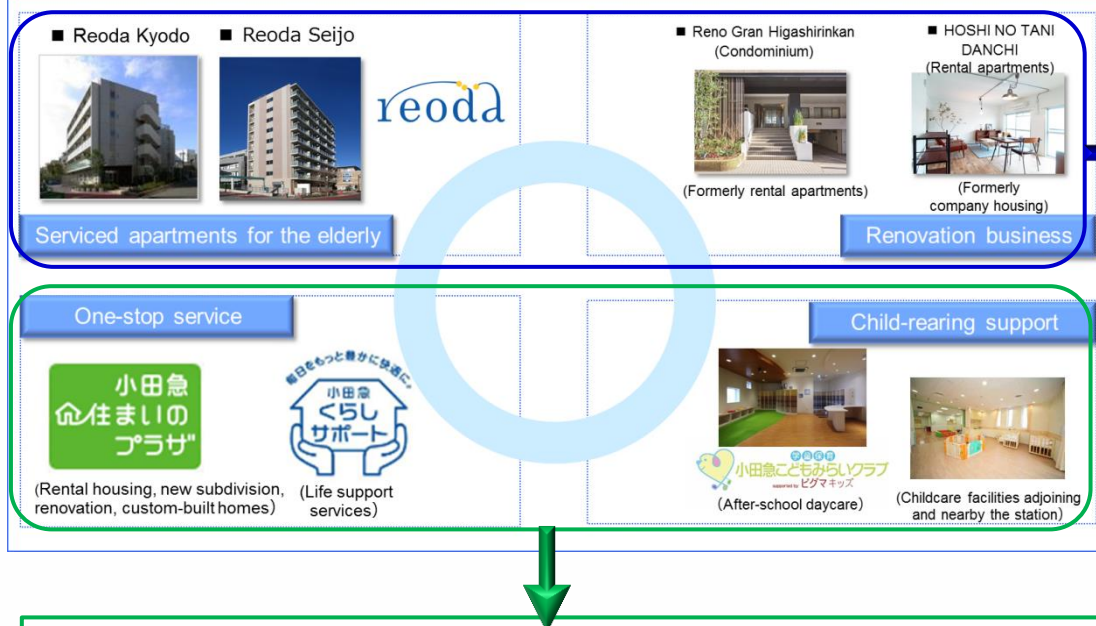 ■ Reoda Kyodo
■ Reoda Seijo
reoda
Serviced apartments for the elderly
■ Reno Gran Higashirinkan
(Condominium)
(Formerly rental apartments)
■ HOSHI NO TANI
DANCHI
(Rental apartments)
(Formerly
company housing)
Renovation business
One-stop service
小田急
住まいの
プラザ
(Rental housing, new subdivision,
renovation, custom-built homes)
毎日をもっと豊かに快適に。
小田急
くらし
サポート
(Life support
services)
Child-rearing support
学童保育
小田急こどもみらいクラブ
supported by ピグマキッズ
(After-school daycare)
(Childcare facilities adjoining
and nearby the station)